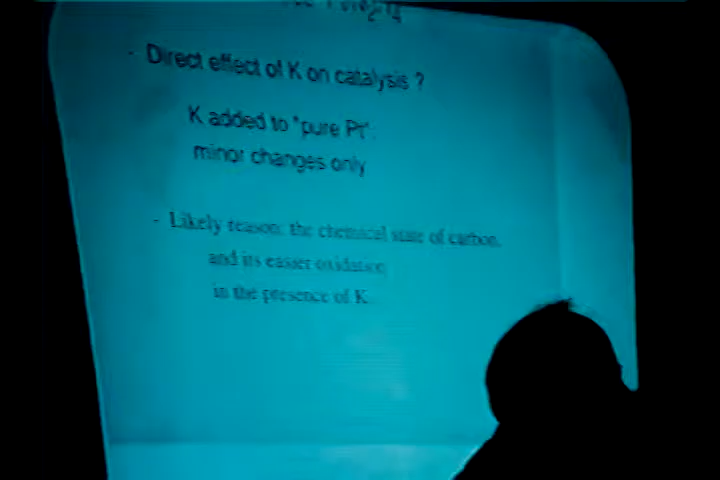 - Direct effect of K on catalysis ?
K added to "pure Pt":
minor changes only
- Likely reason: the chemical state of carbon,
and its easier oxidation
in the presence of K.